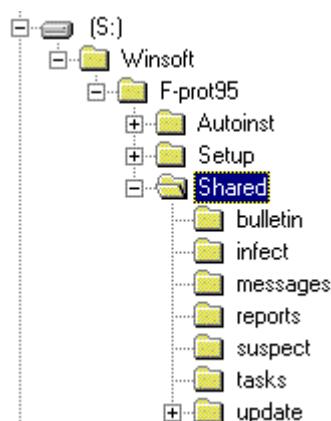 (S:)
Winsoft
F-prot95
Autoinst
Setup
Shared
bulletin
infect
messages
reports
suspect
tasks
update